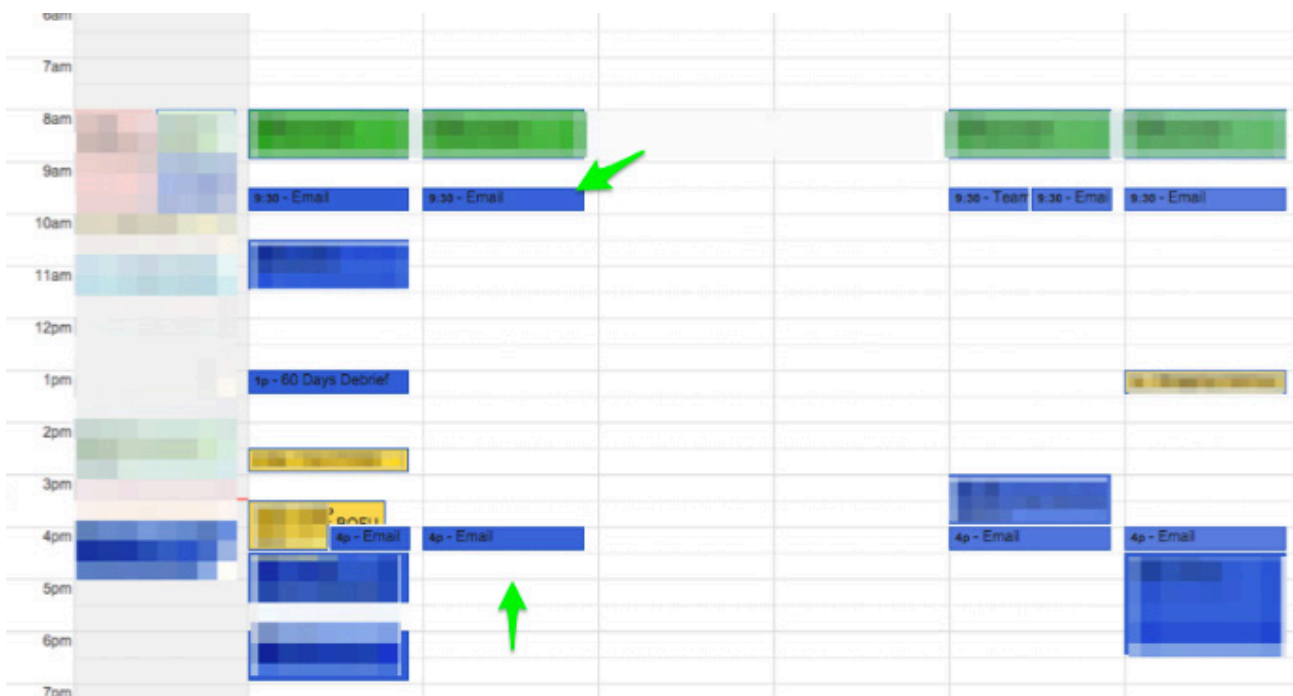 6am
7am
8am
9am
9:30 - Email
9:30 - Email
9:30 - Team
9:30 - Emai
9:30 - Email
10am
11am
12pm
1pm
1p - 60 Days Debrief
2pm
3pm
4pm
4p - Email
4p - Email
4p - Email
4p - Email
5pm
6pm
7pm